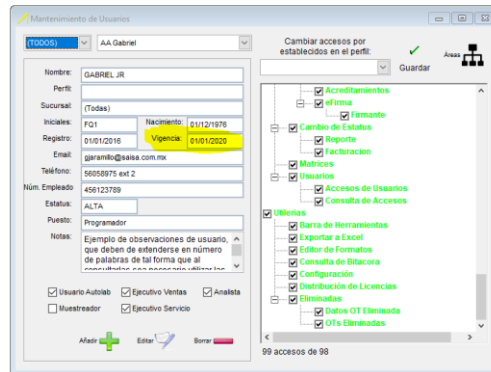 Mantenimiento de Usuarios
(TODOS)
AA Gabriel
Cambiar accesos por
establecidos en el perfil:
Guardar
Areas
Nombre: GABRIEL JR
Perfil:
Sucursal: (Todas)
Iniciales: FQ1 Nacimiento: 01/12/1976
Registro: 01/01/2016 Vigencia: 01/01/2020
Email: gjaramillo@saisa.com.mx
Teléfono: 56058975 ext 2
Núm. Empleado 456123789
Estatus: ALTA
Puesto: Programador
Notas: Ejemplo de observaciones de usuario,
que deben de extenderse en número
de palabras de tal forma que al
consultarlas sea necesario utilizar las
Usuario Autolab Ejecutivo Ventas Analista
Muestreador Ejecutivo Servicio
Añadir Editar Borrar
Acreditamientos
eFirma
Firmante
Cambio de Estatus
Reporte
Facturacion
Matrices
Usuarios
Accesos de Usuarios
Consulta de Accesos
Utilerias
Barra de Herramientas
Exportar a Excel
Editor de Formatos
Consulta de Bitacora
Configuración
Distribución de Licencias
Eliminadas
Datos OT Eliminada
OTs Eliminadas
99 accesos de 98